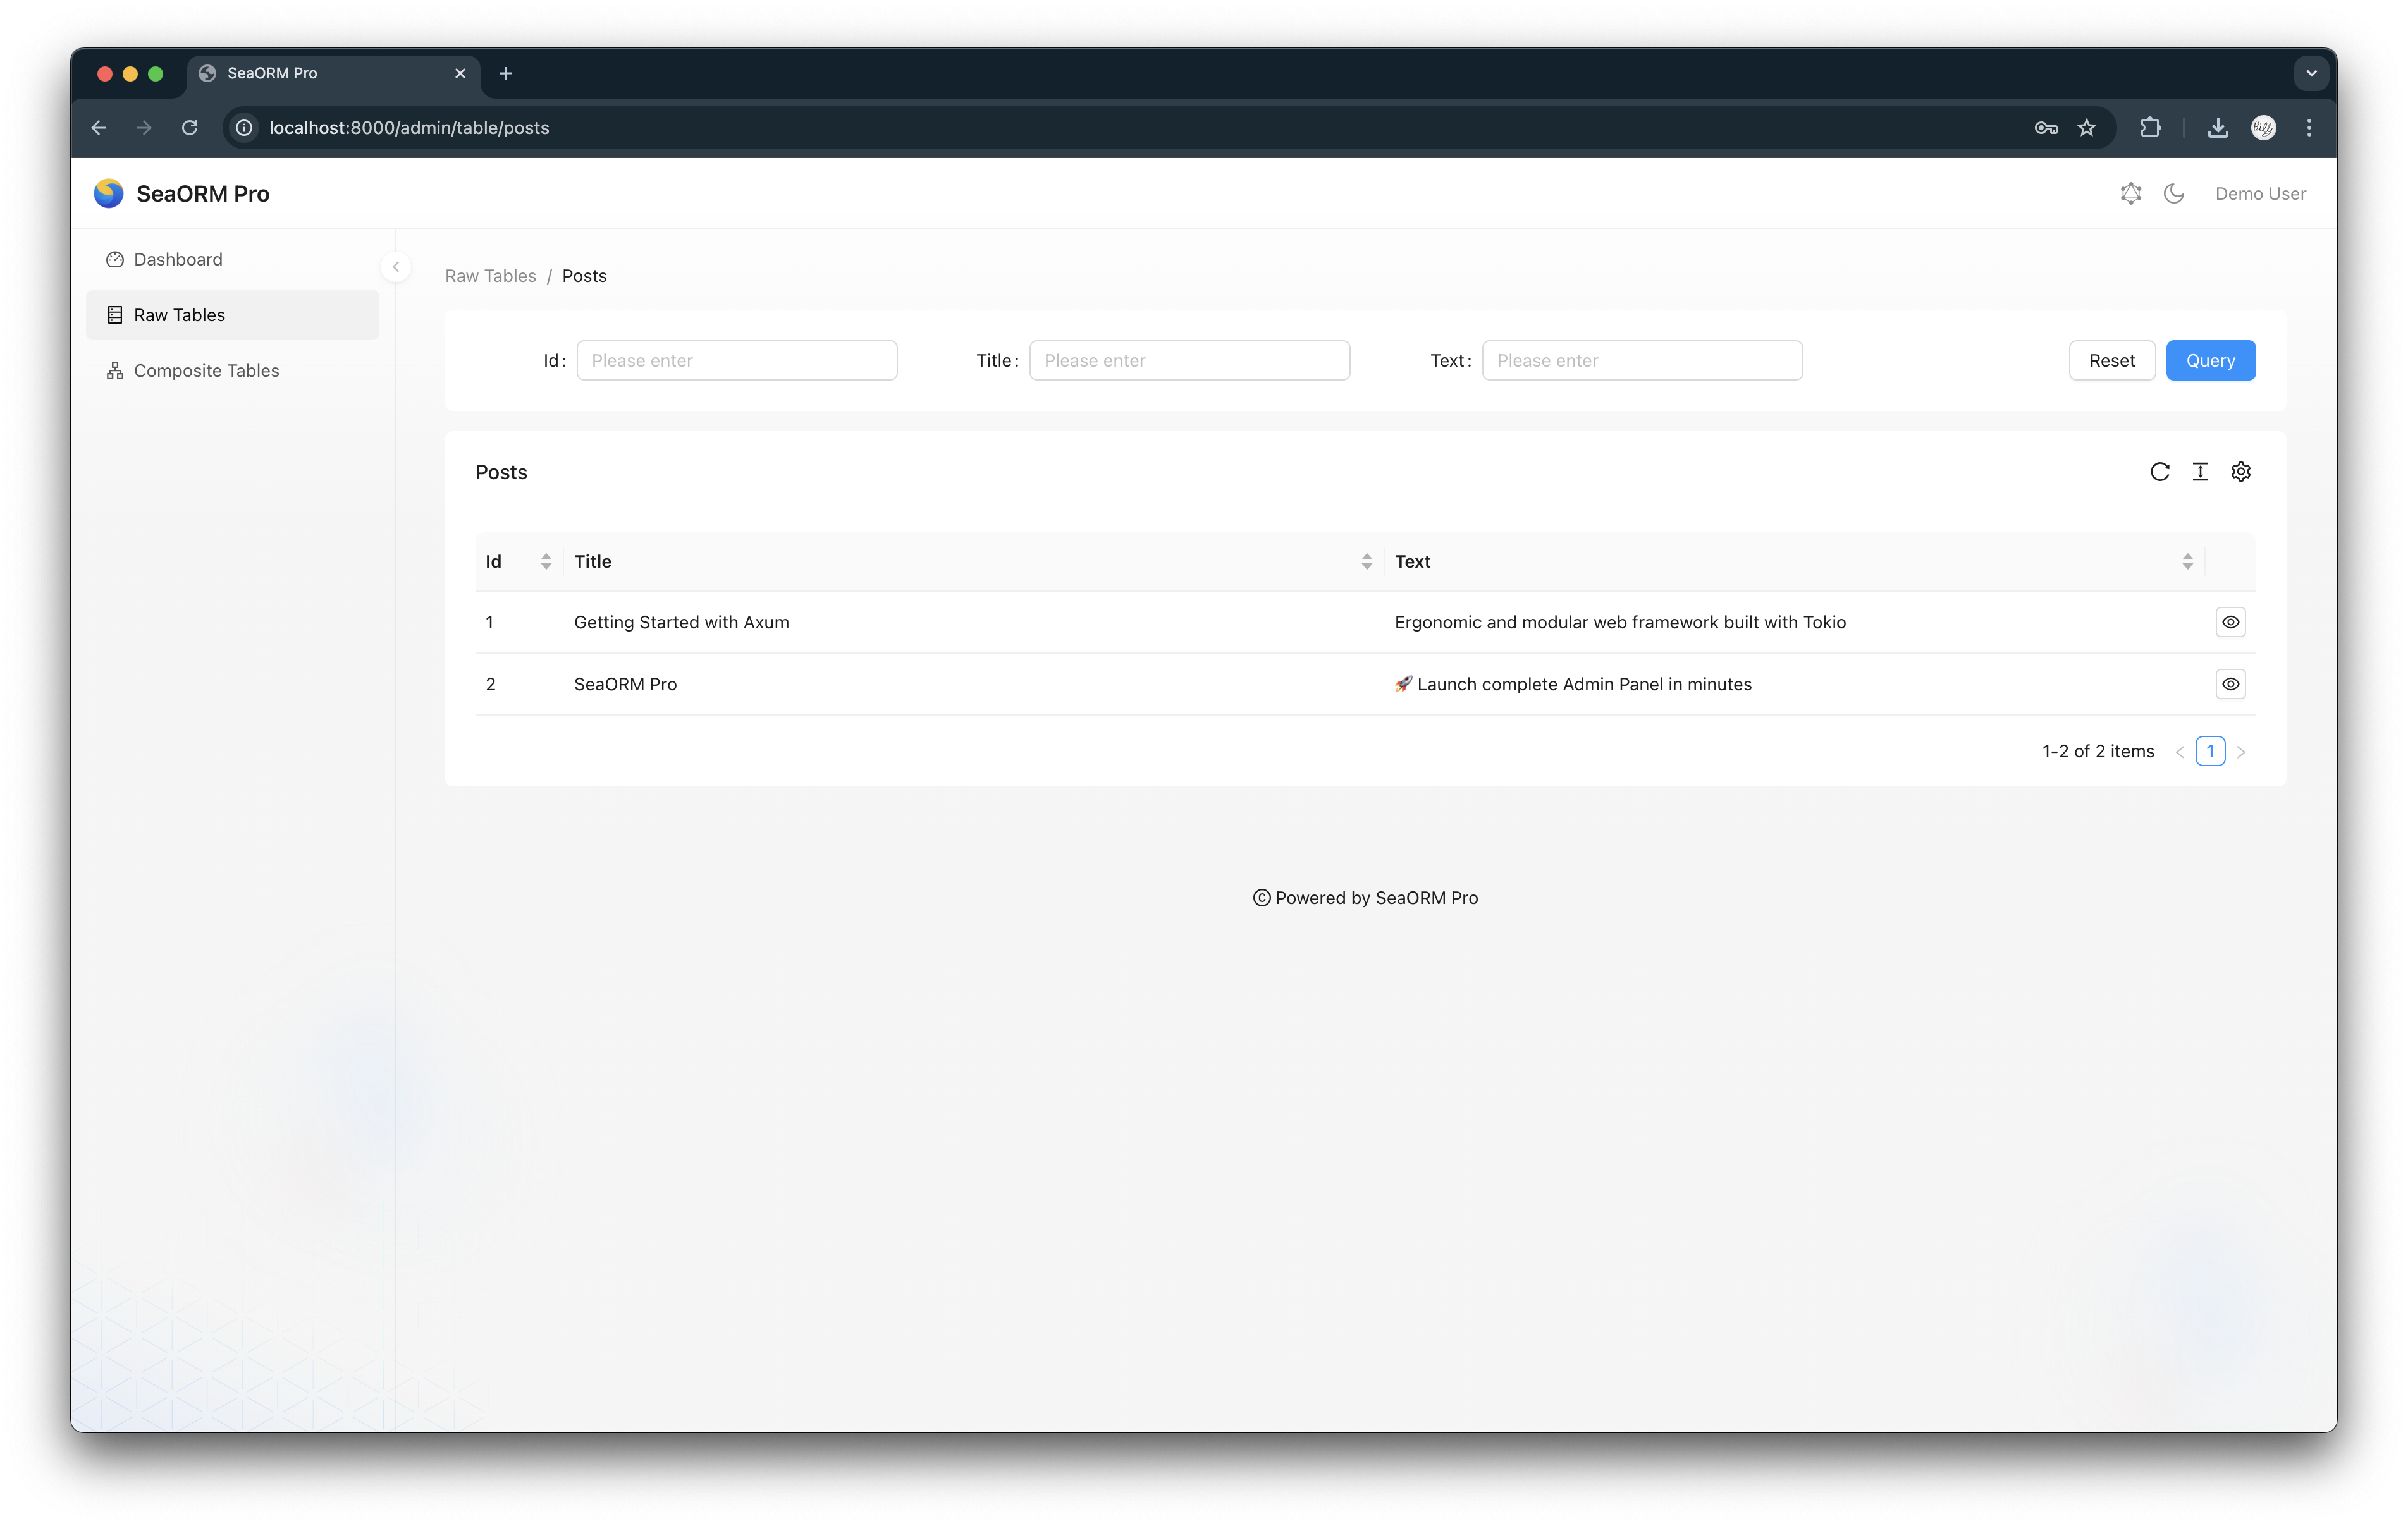 SeaORM Pro
localhost:8000/admin/table/posts
Billy
SeaORM Pro
Demo User
Dashboard
Raw Tables
Composite Tables
Raw Tables / Posts
Id : Please enter Title : Please enter Text : Please enter Reset Query
Posts
Id Title Text
1 Getting Started with Axum Ergonomic and modular web framework built with Tokio
2 SeaORM Pro 🚀 Launch complete Admin Panel in minutes
1-2 of 2 items < 1 >
© Powered by SeaORM Pro